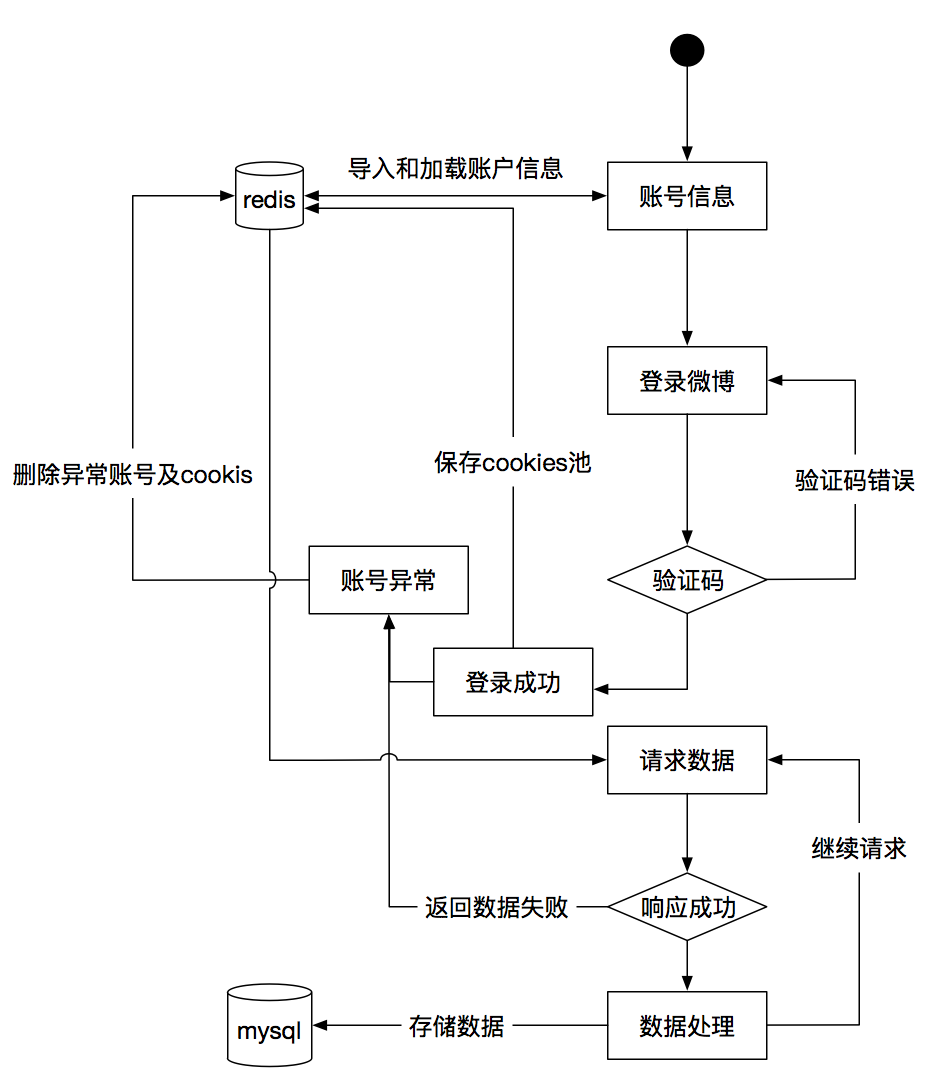 导入和加载账户信息
redis
账号信息
登录微博
保存cookies池
删除异常账号及cookis
验证码错误
账号异常
验证码
登录成功
请求数据
继续请求
返回数据失败
响应成功
mysql
存储数据
数据处理